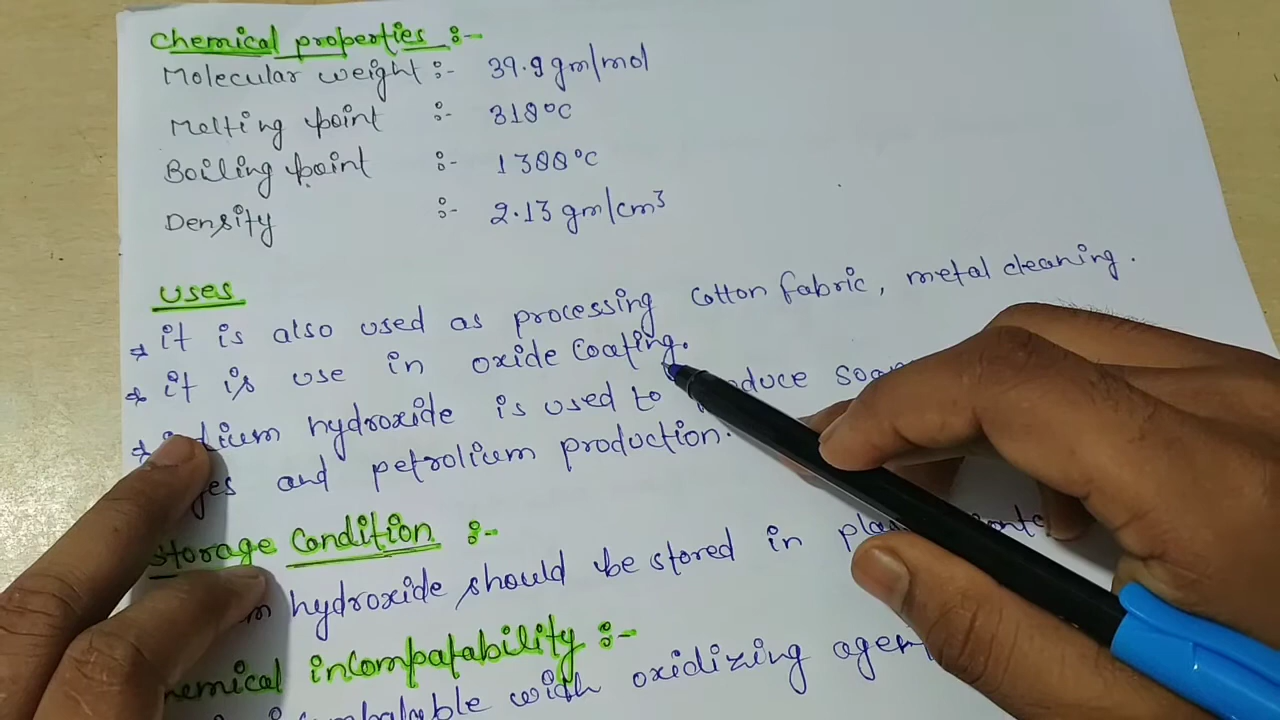 Chemical properties :-
Molecular weight :- 39.9 gm/mol
Melting point :- 318°C
Boiling point :- 1388°C
Density :- 2.13 gm/cm³
uses
* it is also used as processing cotton fabric, metal cleaning.
* it is use in oxide coating.
* hydroxide is used to
and petrolium production.
Storage Condition :-
hydroxide should be stored in
incompatability :-
with oxidizing